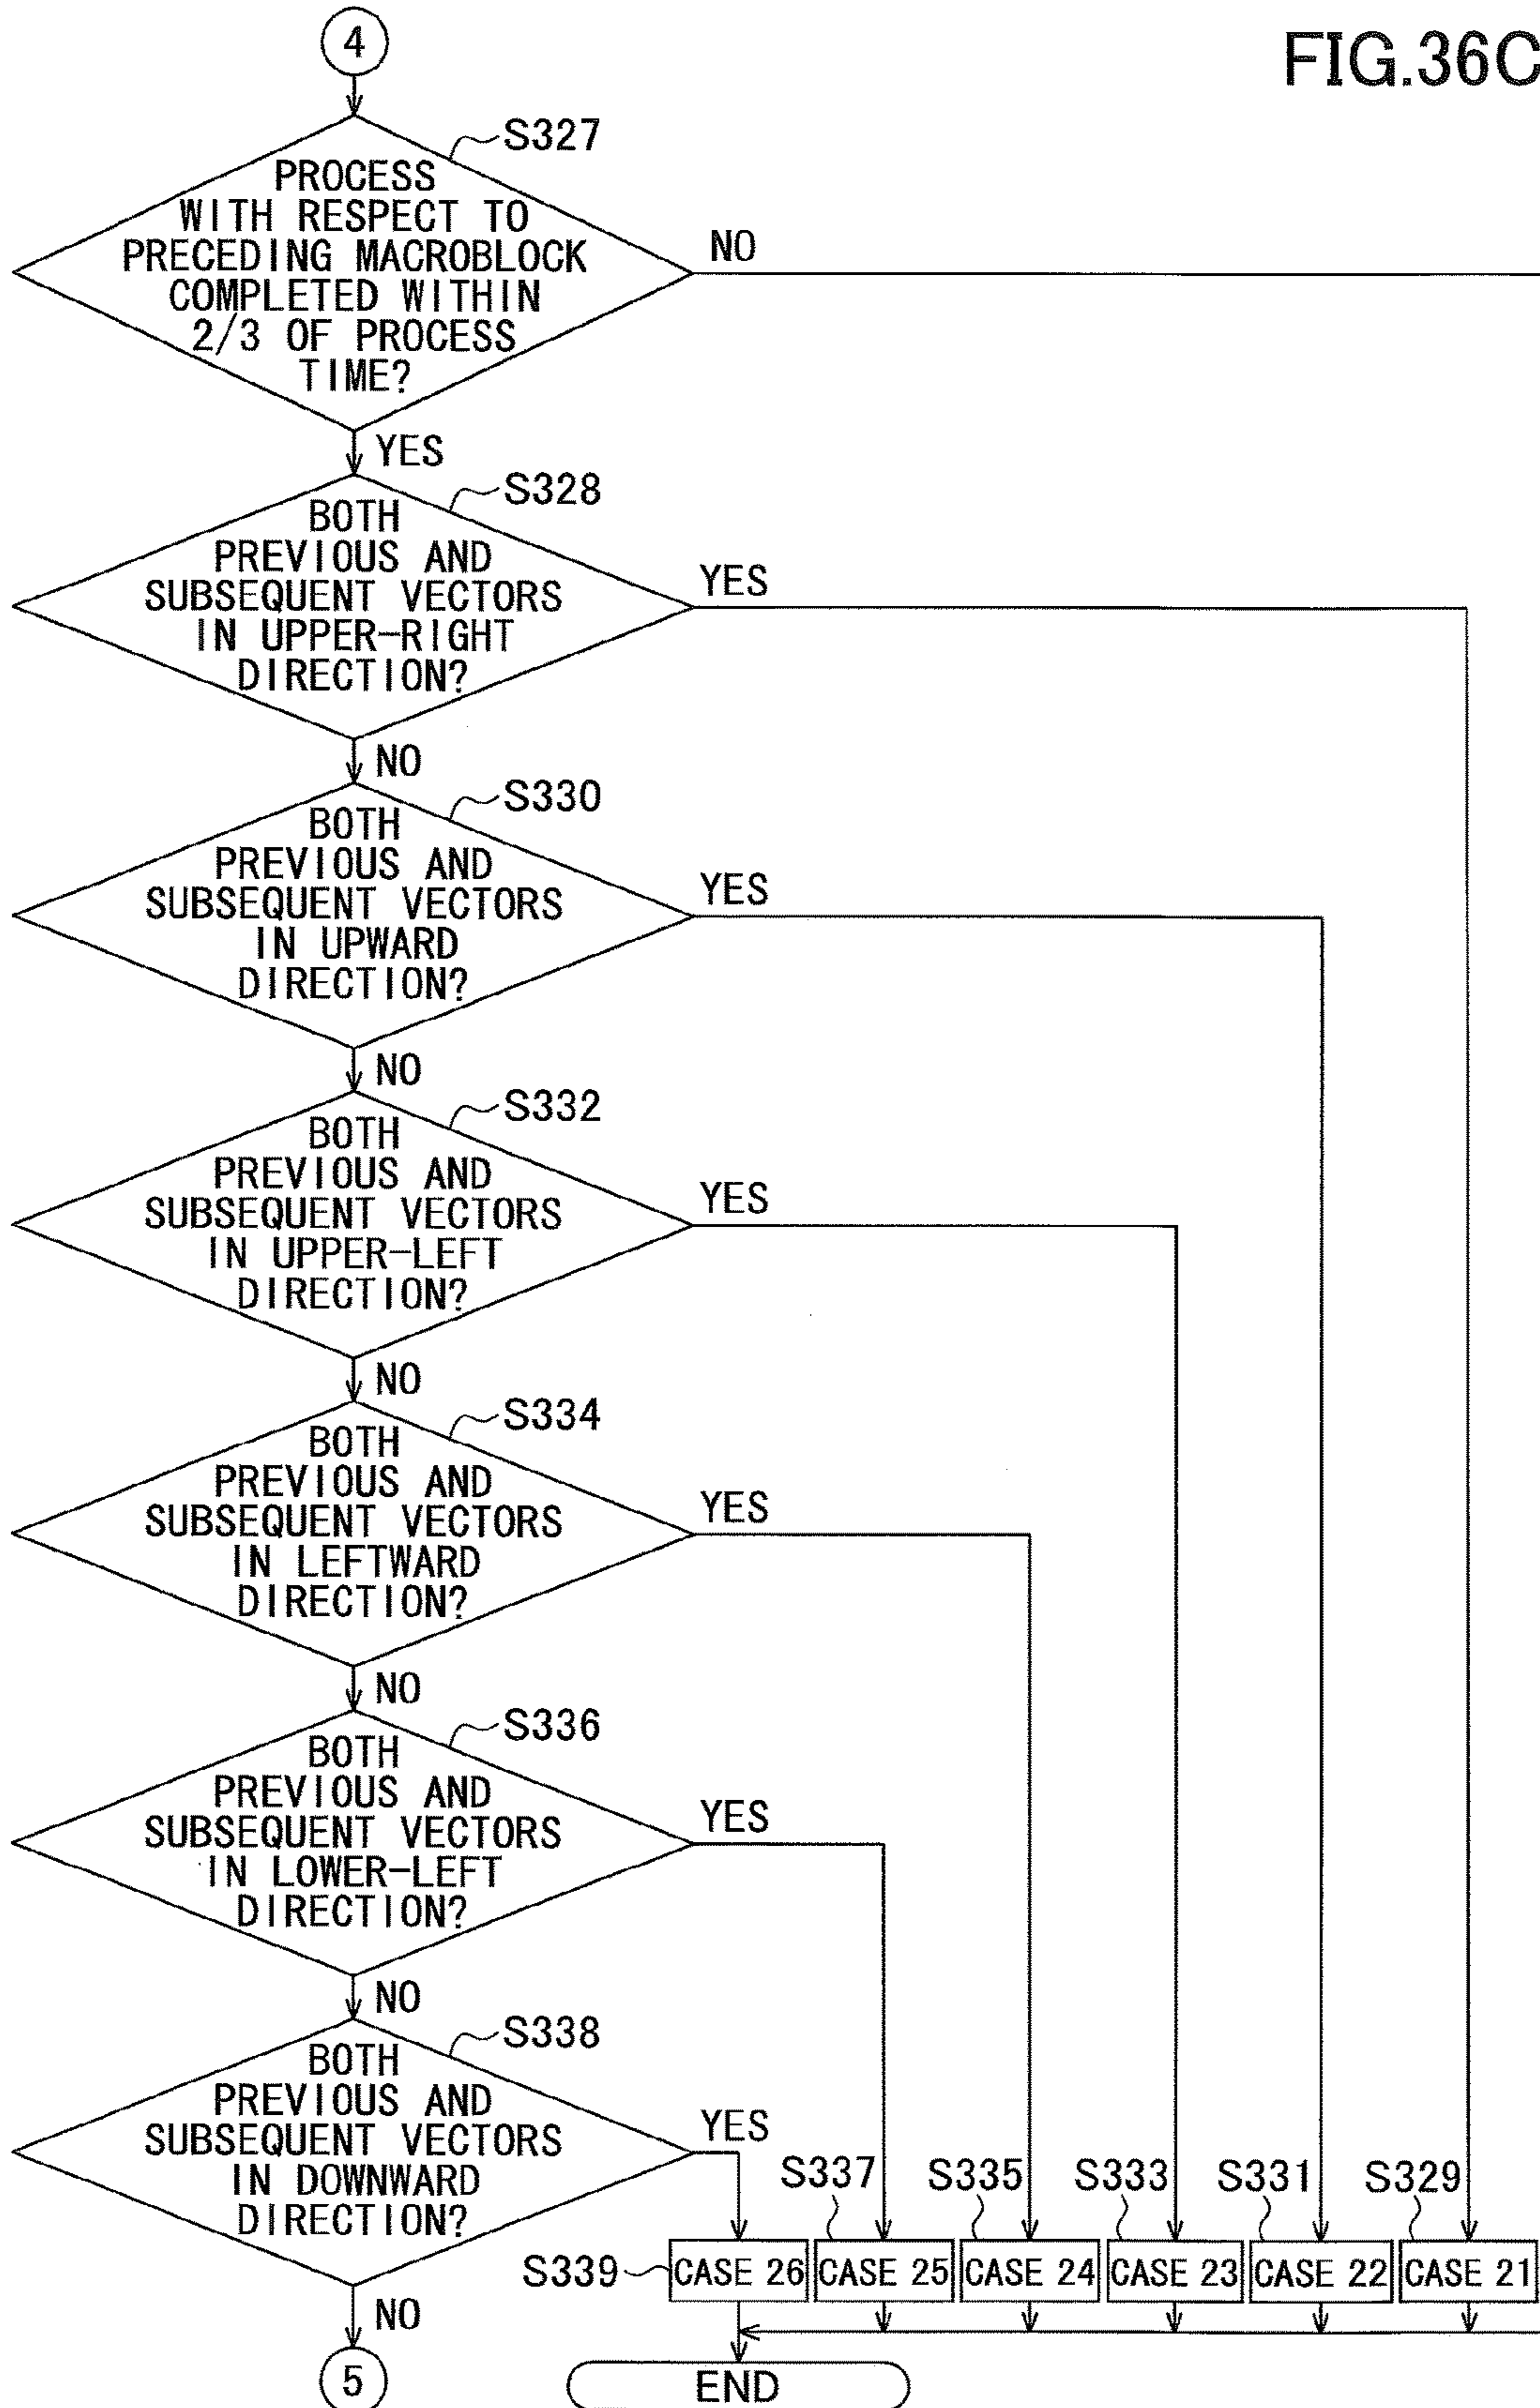 FIG.36C
4
S327
PROCESS
WITH RESPECT TO
PRECEDING MACROBLOCK
COMPLETED WITHIN
2/3 OF PROCESS
TIME?
NO
YES
S328
BOTH
PREVIOUS AND
SUBSEQUENT VECTORS
IN UPPER-RIGHT
DIRECTION?
YES
NO
S330
BOTH
PREVIOUS AND
SUBSEQUENT VECTORS
IN UPWARD
DIRECTION?
YES
NO
S332
BOTH
PREVIOUS AND
SUBSEQUENT VECTORS
IN UPPER-LEFT
DIRECTION?
YES
NO
S334
BOTH
PREVIOUS AND
SUBSEQUENT VECTORS
IN LEFTWARD
DIRECTION?
YES
NO
S336
BOTH
PREVIOUS AND
SUBSEQUENT VECTORS
IN LOWER-LEFT
DIRECTION?
YES
NO
S338
BOTH
PREVIOUS AND
SUBSEQUENT VECTORS
IN DOWNWARD
DIRECTION?
YES
S337 S335 S333 S331 S329
S339 CASE 26 CASE 25 CASE 24 CASE 23 CASE 22 CASE 21
NO
5
END